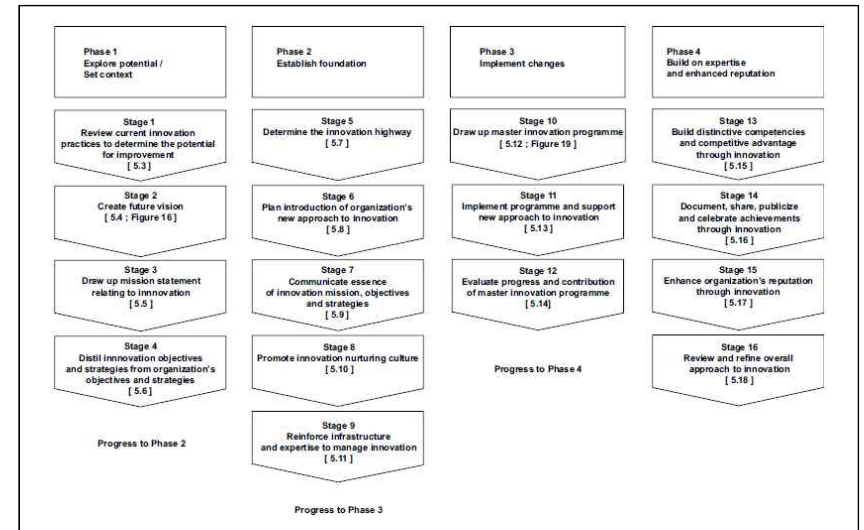 Phase 1
Explore potential /
Set context
Stage 1
Review current innovation
practices to determine the potential
for improvement
[ 5.3 ]
Stage 2
Create future vision
[ 5.4 ; Figure 16 ]
Stage 3
Draw up mission statement
relating to innnovation
[ 5.5 ]
Stage 4
Distil innnovation objectives
and strategies from organization's
objectives and strategies
[ 5.6 ]
Progress to Phase 2
Phase 2
Establish foundation
Stage 5
Determine the innovation highway
[ 5.7 ]
Stage 6
Plan introduction of organization's
new approach to innovation
[ 5.8 ]
Stage 7
Communicate essence
of innovation mission, objectives
and strategies
[ 5.9 ]
Stage 8
Promote innovation nurturing culture
[ 5.10 ]
Stage 9
Reinforce infrastructure
and expertise to manage innovation
[ 5.11 ]
Progress to Phase 3
Phase 3
Implement changes
Stage 10
Draw up master innovation programme
[ 5.12 ; Figure 19 ]
Stage 11
Implement programme and support
new approach to innovation
[ 5.13 ]
Stage 12
Evaluate progress and contribution
of master innovation programme
[ 5.14]
Progress to Phase 4
Phase 4
Build on expertise
and enhanced reputation
Stage 13
Build distinctive competencies
and competitive advantage
through innovation
[ 5.15 ]
Stage 14
Document, share, publicize
and celebrate achievements
through innovation
[ 5.16 ]
Stage 15
Enhance organization's reputation
through innovation
[ 5.17 ]
Stage 16
Review and refine overall
approach to innovation
[ 5.18 ]